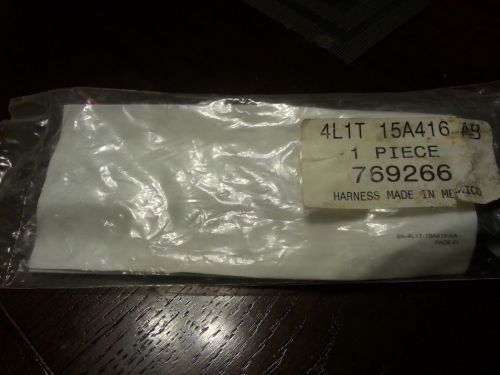 4L1T 15A416 AB
1 PIECE
769266
HARNESS MADE IN MEXICO